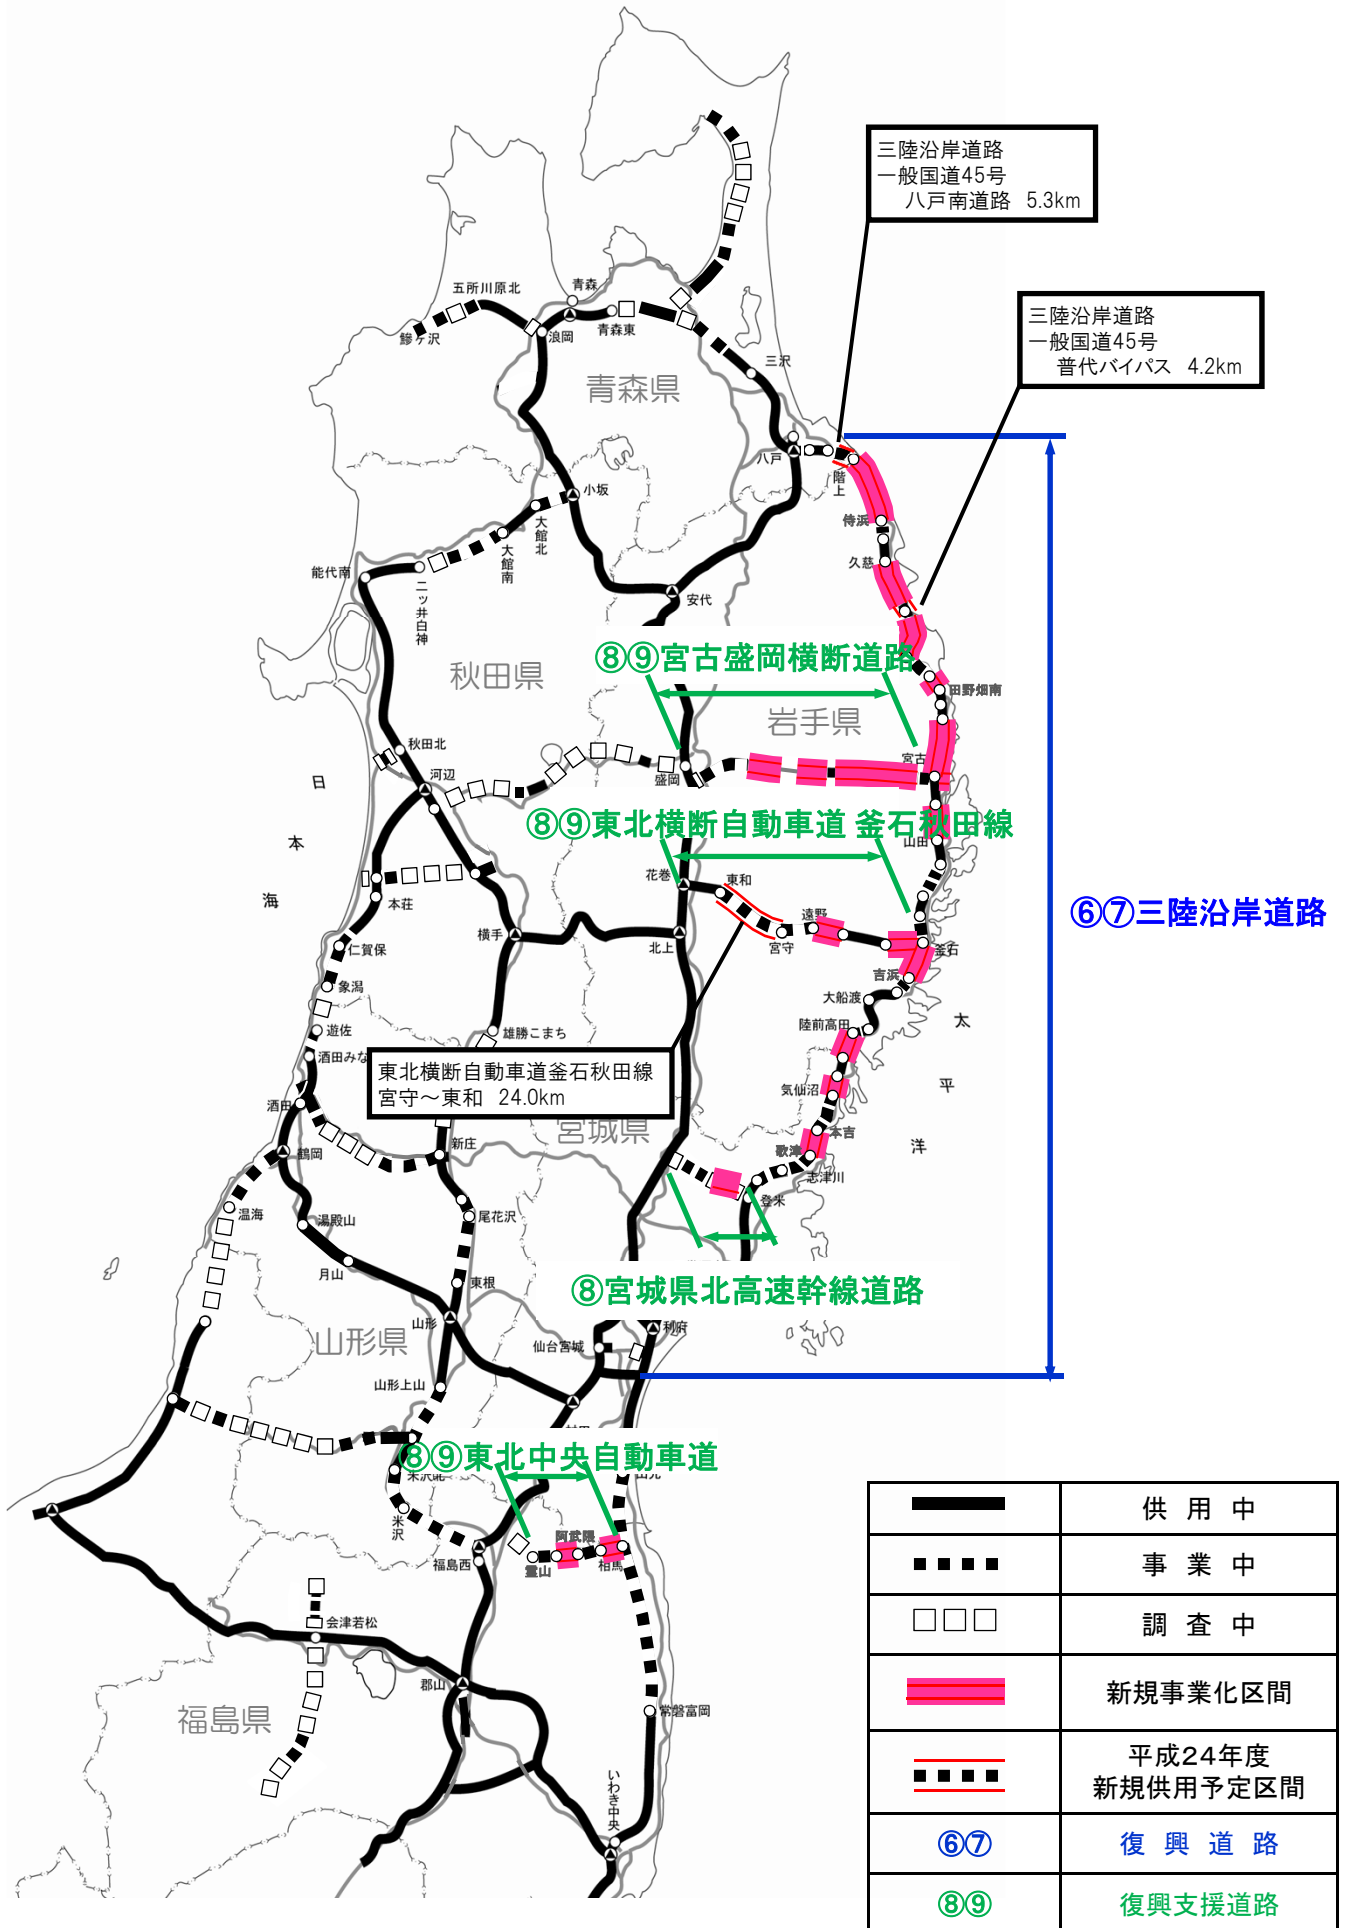 三陸沿岸道路
一般国道45号
八戸南道路 5.3km
三陸沿岸道路
一般国道45号
普代バイパス 4.2km
五所川原北
青森
鰺ヶ沢
浪岡
青森東
三沢
青森県
八戸
階上
小坂
大館北
大館南
侍浜
久慈
能代南
二ッ井白神
安代
⑧⑨宮古盛岡横断道路
秋田県
田野畑南
岩手県
秋田北
宮古
河辺
盛岡
日本海
⑧⑨東北横断自動車道 釜石秋田線
山田
花巻
東和
本荘
遠野
⑥⑦三陸沿岸道路
横手
北上
宮守
釜石
仁賀保
吉浜
象潟
大船渡
遊佐
雄勝こまち
陸前高田
太平洋
酒田みな
東北横断自動車道釜石秋田線
宮守～東和 24.0km
気仙沼
酒田
宮城県
本吉
新庄
歌津
鶴岡
志津川
登米
温海
湯殿山
尾花沢
月山
東根
⑧宮城県北高速幹線道路
山形県
山形
仙台宮城
利府
山形上山
⑧⑨東北中央自動車道
米沢
阿武隈
福島西
霊山
相馬
会津若松
郡山
福島県
常磐富岡
いわき中央
供用中
事業中
調査中
新規事業化区間
平成24年度
新規供用予定区間
⑥⑦
復興道路
⑧⑨
復興支援道路